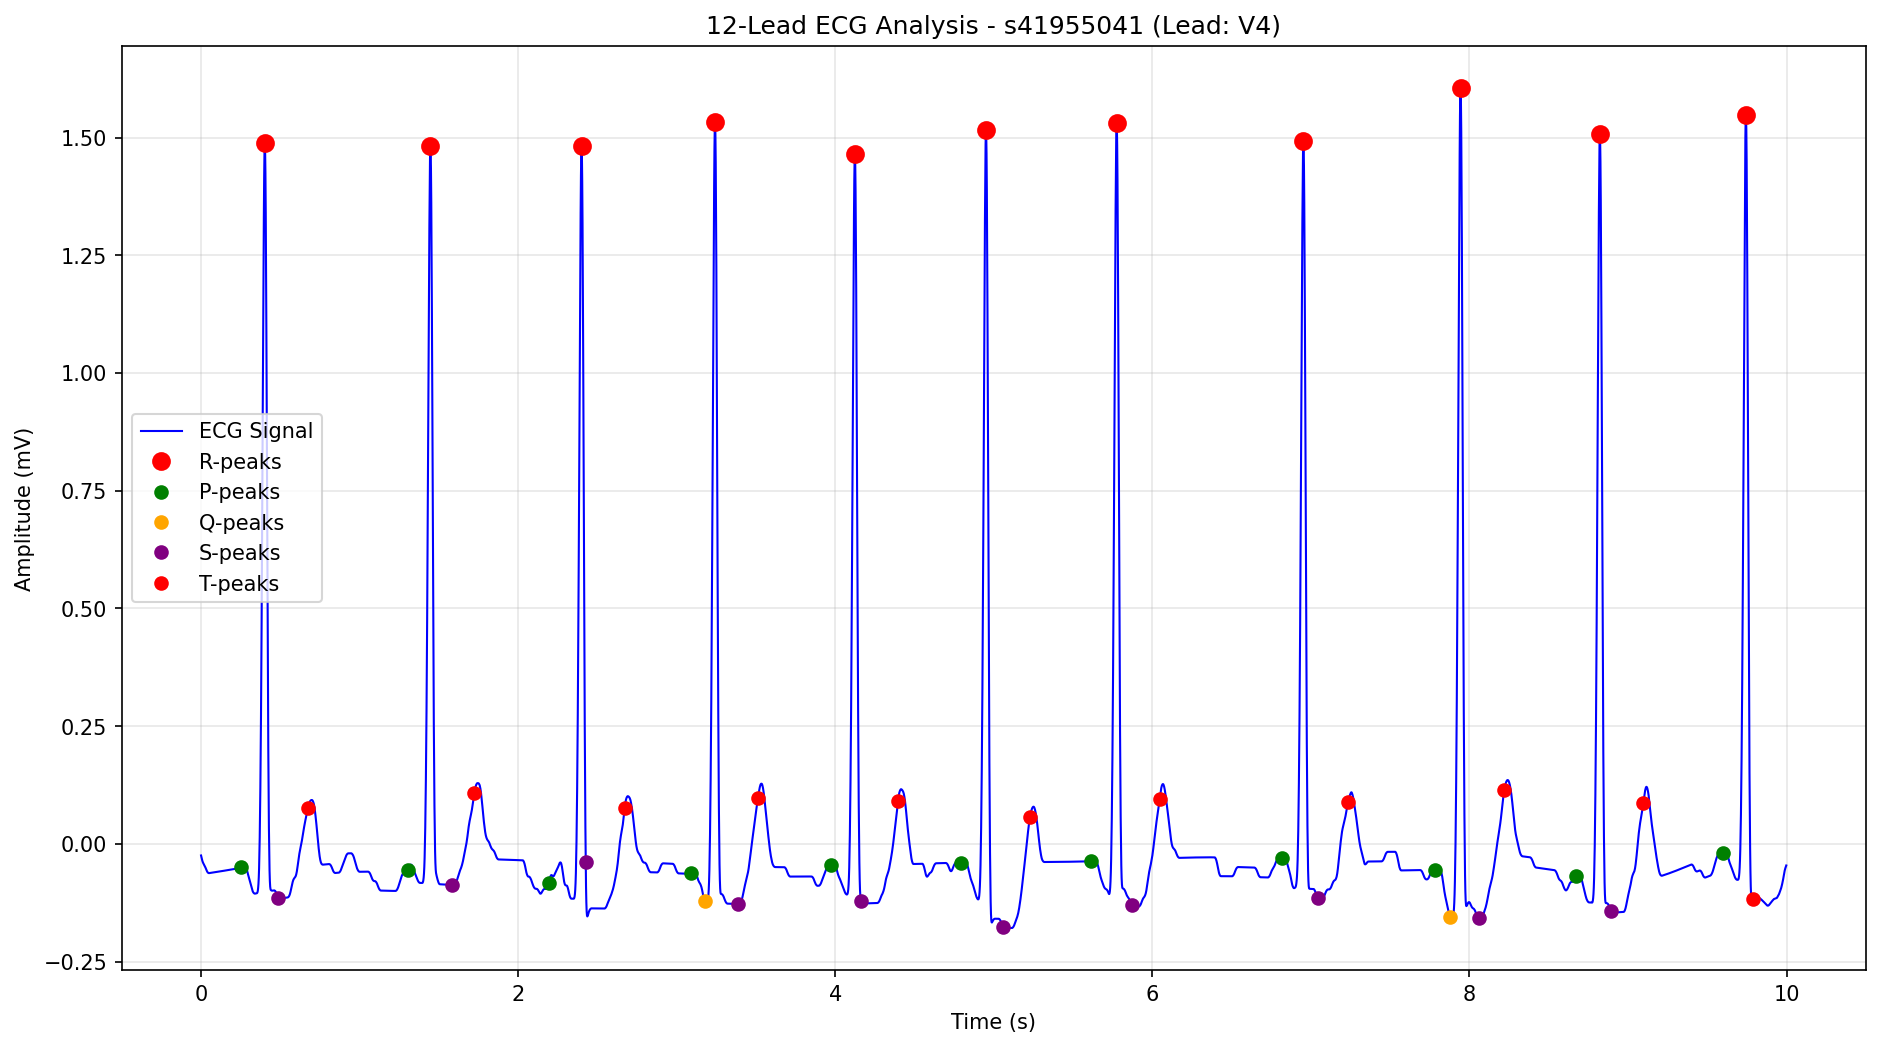 12-Lead ECG Analysis - s41955041 (Lead: V4)
Amplitude (mV)
1.50
1.25
1.00
0.75
0.50
0.25
0.00
−0.25
ECG Signal
R-peaks
P-peaks
Q-peaks
S-peaks
T-peaks
0 2 4 6 8 10
Time (s)